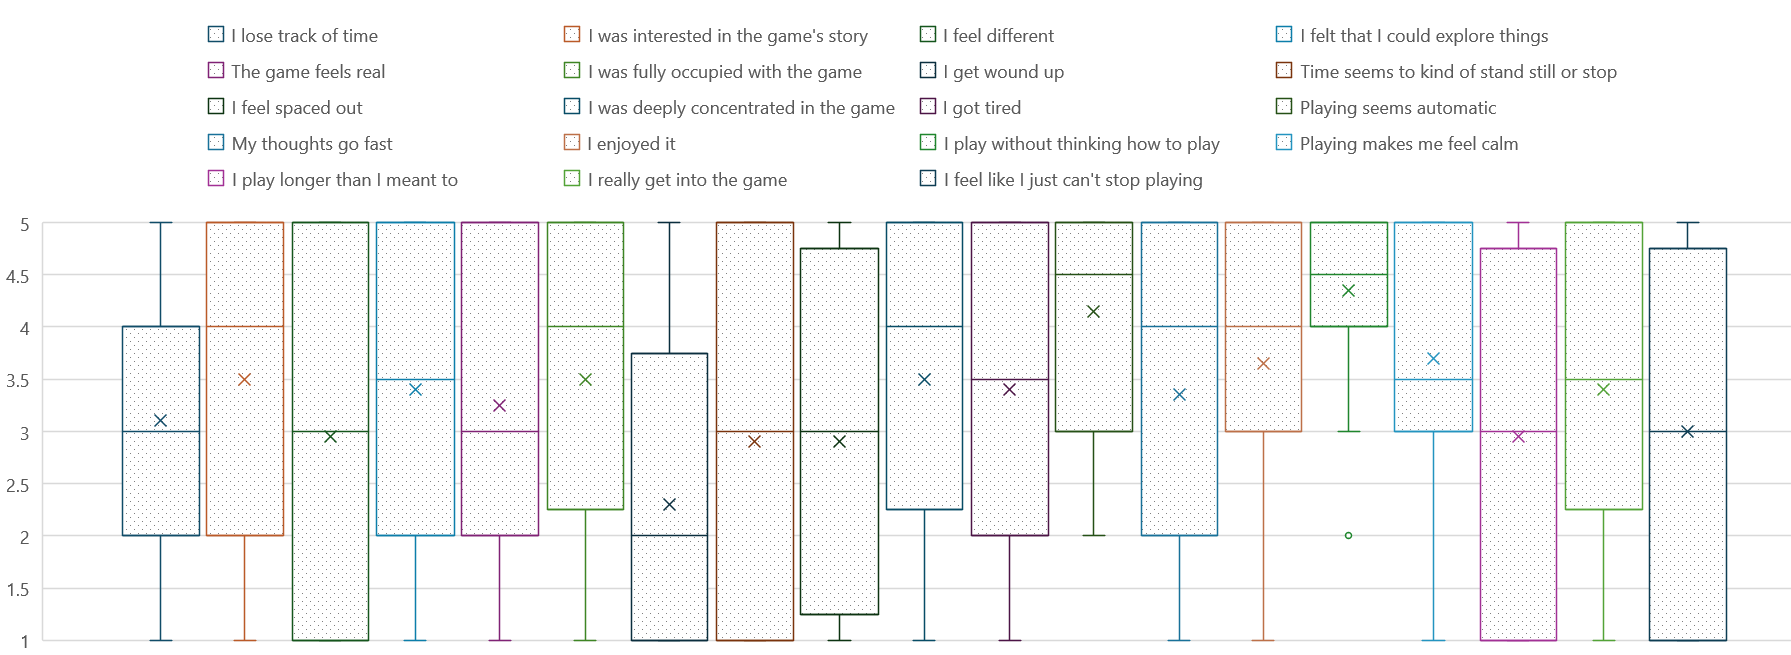 I lose track of time I was interested in the game's story I feel different I felt that I could explore things
The game feels real I was fully occupied with the game I get wound up Time seems to kind of stand still or stop
I feel spaced out I was deeply concentrated in the game I got tired Playing seems automatic
My thoughts go fast I enjoyed it I play without thinking how to play Playing makes me feel calm
I play longer than I meant to I really get into the game I feel like I just can't stop playing
5
4.5
4
3.5
3
2.5
2
1.5
1